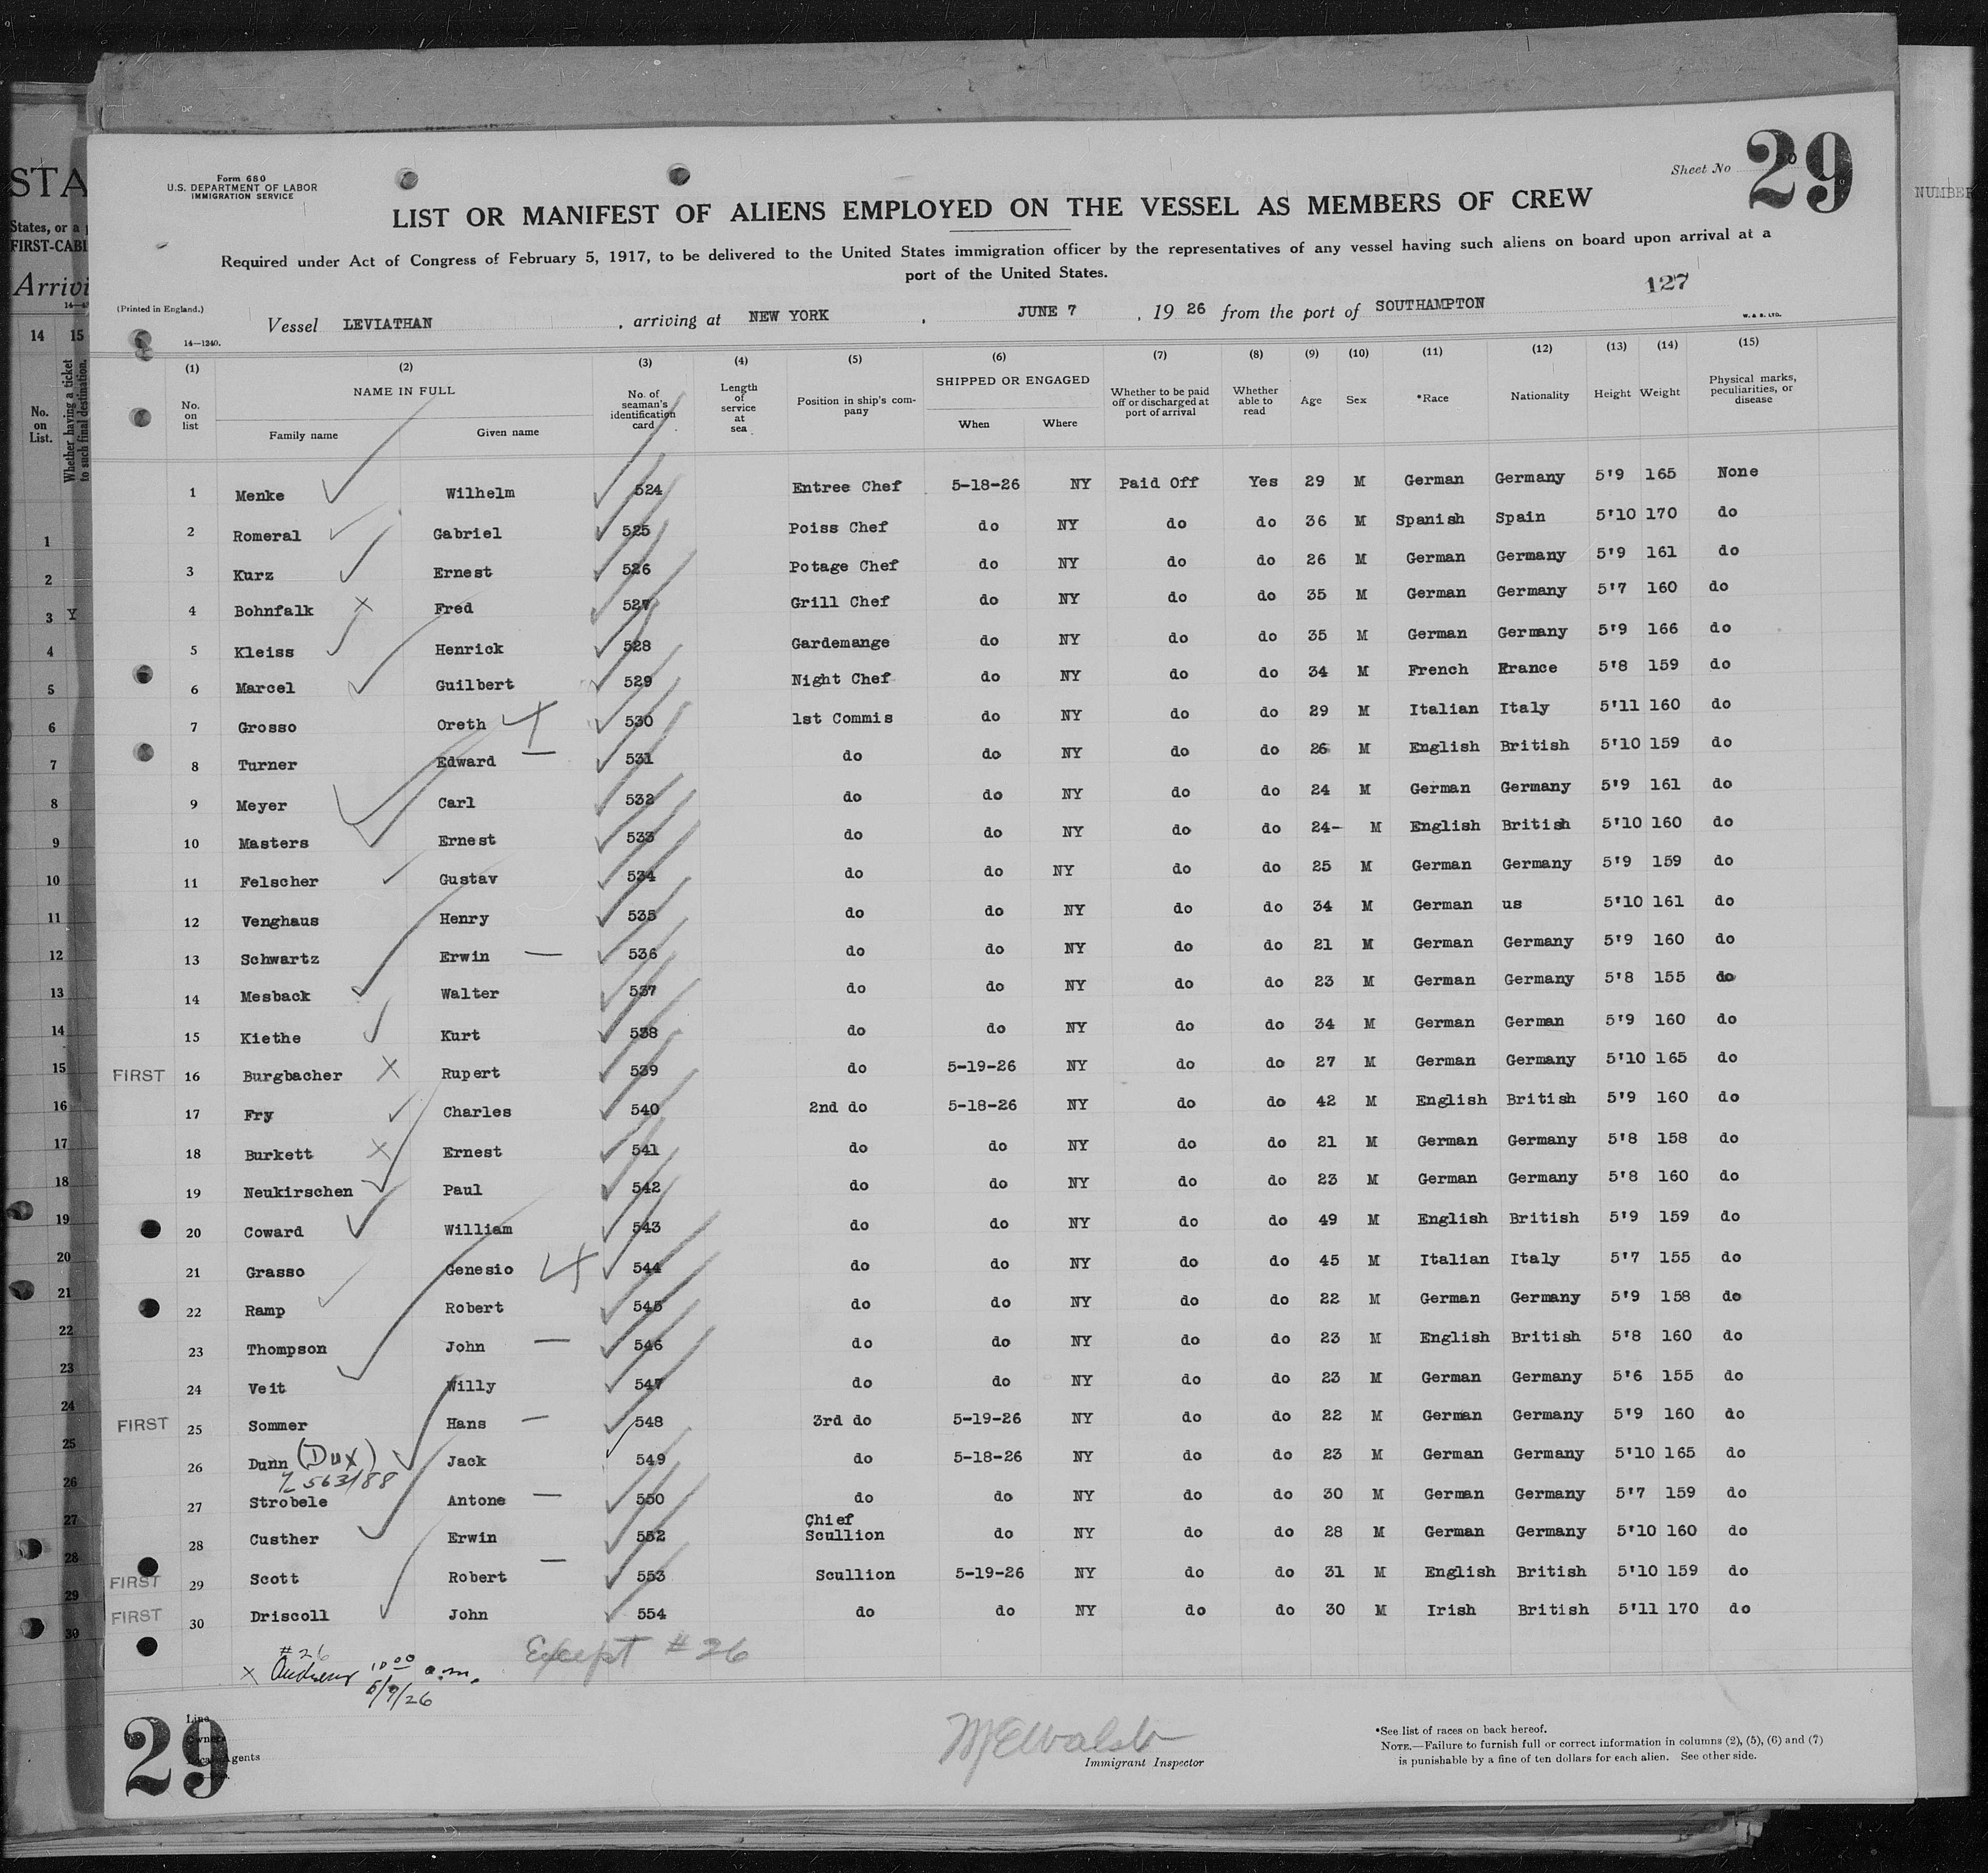 STA
States, or a
FIRST-CABI
Arrivi
14
15
No. on List.
Whether having a ticket to such final destination.
NUMBER
Form 680
U.S. DEPARTMENT OF LABOR
IMMIGRATION SERVICE
Sheet No 29
LIST OR MANIFEST OF ALIENS EMPLOYED ON THE VESSEL AS MEMBERS OF CREW
Required under Act of Congress of February 5, 1917, to be delivered to the United States immigration officer by the representatives of any vessel having such aliens on board upon arrival at a
port of the United States.
127
(Printed in England.)
Vessel LEVIATHAN , arriving at NEW YORK , JUNE 7 , 19 26 from the port of SOUTHAMPTON
14—1240.
W. & S. LTD.
(1) (2) (3) (4) (5) (6) (7) (8) (9) (10) (11) (12) (13) (14) (15)
No. on list
NAME IN FULL
Family name
Given name
No. of seaman's identification card
Length of service at sea
Position in ship's company
SHIPPED OR ENGAGED
When
Where
Whether to be paid off or discharged at port of arrival
Whether able to read
Age
Sex
*Race
Nationality
Height
Weight
Physical marks, peculiarities, or disease
1 Menke Wilhelm 524 Entree Chef 5-18-26 NY Paid Off Yes 29 M German Germany 5'9 165 None
2 Romeral Gabriel 525 Poiss Chef do NY do do 36 M Spanish Spain 5'10 170 do
3 Kurz Ernest 526 Potage Chef do NY do do 26 M German Germany 5'9 161 do
4 Bohnfalk Fred 527 Grill Chef do NY do do 35 M German Germany 5'7 160 do
5 Kleiss Henrick 528 Gardemange do NY do do 35 M German Germany 5'9 166 do
6 Marcel Guilbert 529 Night Chef do NY do do 34 M French France 5'8 159 do
7 Grosso Oreth 530 1st Commis do NY do do 29 M Italian Italy 5'11 160 do
8 Turner Edward 531 do do NY do do 26 M English British 5'10 159 do
9 Meyer Carl 532 do do NY do do 24 M German Germany 5'9 161 do
10 Masters Ernest 533 do do NY do do 24- M English British 5'10 160 do
11 Felscher Gustav 534 do do NY do do 25 M German Germany 5'9 159 do
12 Venghaus Henry 535 do do NY do do 34 M German us 5'10 161 do
13 Schwartz Erwin 536 do do NY do do 21 M German Germany 5'9 160 do
14 Mesback Walter 537 do do NY do do 23 M German Germany 5'8 155 do
15 Kiethe Kurt 538 do do NY do do 34 M German German 5'9 160 do
FIRST 16 Burgbacher Rupert 539 do 5-19-26 NY do do 27 M German Germany 5'10 165 do
17 Fry Charles 540 2nd do 5-18-26 NY do do 42 M English British 5'9 160 do
18 Burkett Ernest 541 do do NY do do 21 M German Germany 5'8 158 do
19 Neukirschen Paul 542 do do NY do do 23 M German Germany 5'8 160 do
20 Coward William 543 do do NY do do 49 M English British 5'9 159 do
21 Grasso Genesio 544 do do NY do do 45 M Italian Italy 5'7 155 do
22 Ramp Robert 545 do do NY do do 22 M German Germany 5'9 158 do
23 Thompson John 546 do do NY do do 23 M English British 5'8 160 do
24 Veit Willy 547 do do NY do do 23 M German Germany 5'6 155 do
FIRST 25 Sommer Hans 548 3rd do 5-19-26 NY do do 22 M German Germany 5'9 160 do
26 Dunn (Dux) Jack 549 do 5-18-26 NY do do 23 M German Germany 5'10 165 do
563/88
27 Strobele Antone 550 do do NY do do 30 M German Germany 5'7 159 do
28 Custher Erwin 552 Chief Scullion do NY do do 28 M German Germany 5'10 160 do
FIRST 29 Scott Robert 553 Scullion 5-19-26 NY do do 31 M English British 5'10 159 do
FIRST 30 Driscoll John 554 do do NY do do 30 M Irish British 5'11 170 do
Except #26
#26
x 10 00 a.m.
6/9/26
29
Line
Owners
Local Agents
Immigrant Inspector
*See list of races on back hereof.
NOTE.—Failure to furnish full or correct information in columns (2), (5), (6) and (7)
is punishable by a fine of ten dollars for each alien. See other side.